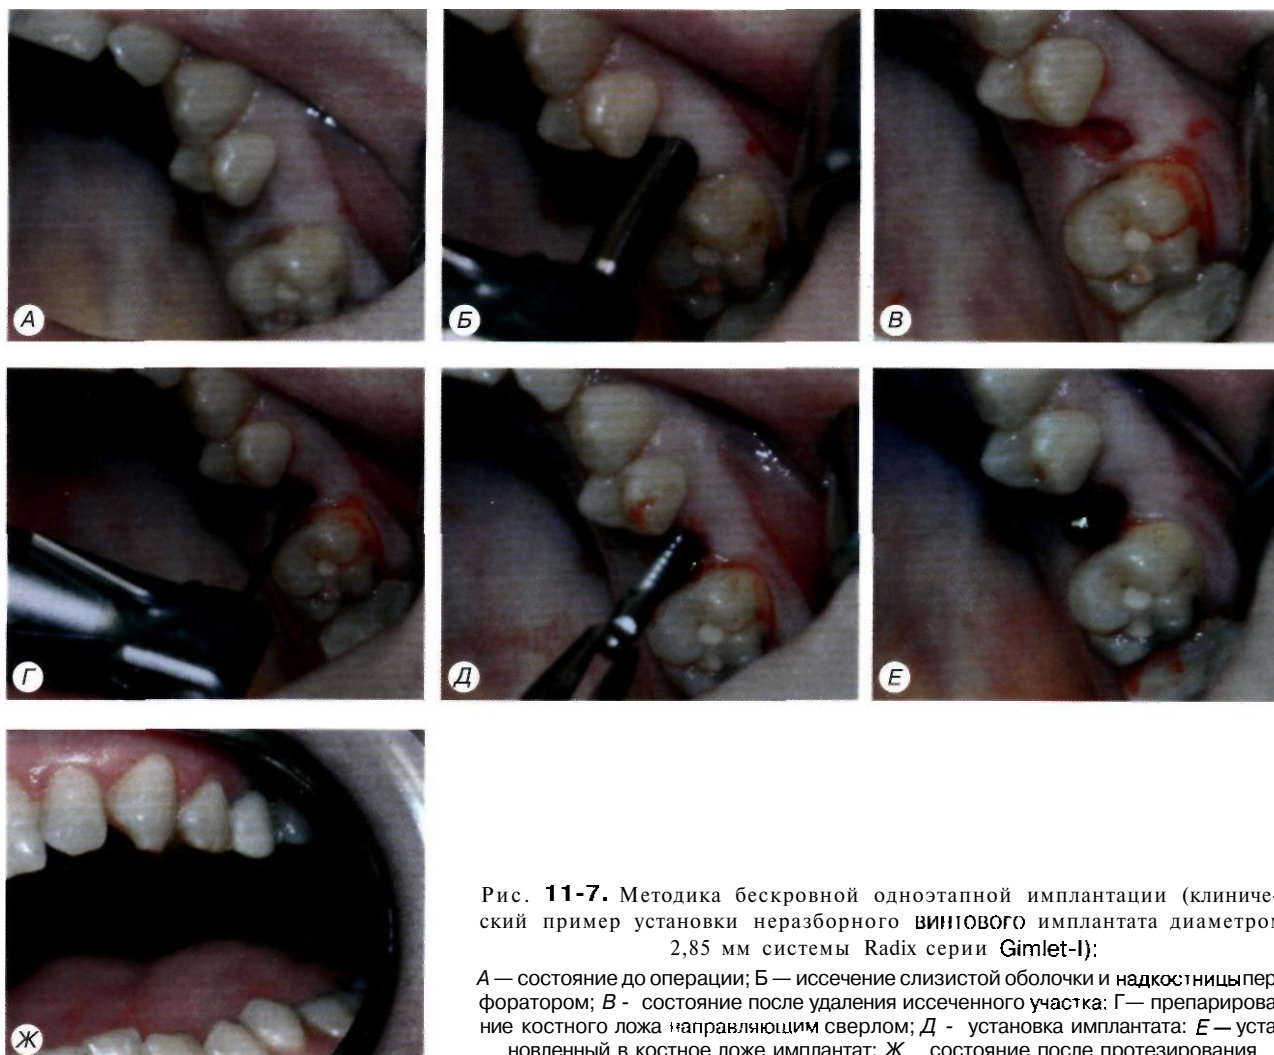 А
Б
В
Г
Д
Е
Ж
Рис. 11-7. Методика бескровной одноэтапной имплантации (клиниче-
ский пример установки неразборного винтового имплантата диаметром
2,85 мм системы Radix серии Gimlet-I):
А — состояние до операции; Б — иссечение слизистой оболочки и надкостницы пер
форатором; В - состояние после удаления иссеченного участка: Г— препарирова
ние костного ложа направляющим сверлом; Д - установка имплантата: Е — уста
новленный в костное ложе имплантат; Ж состояние после протезирования